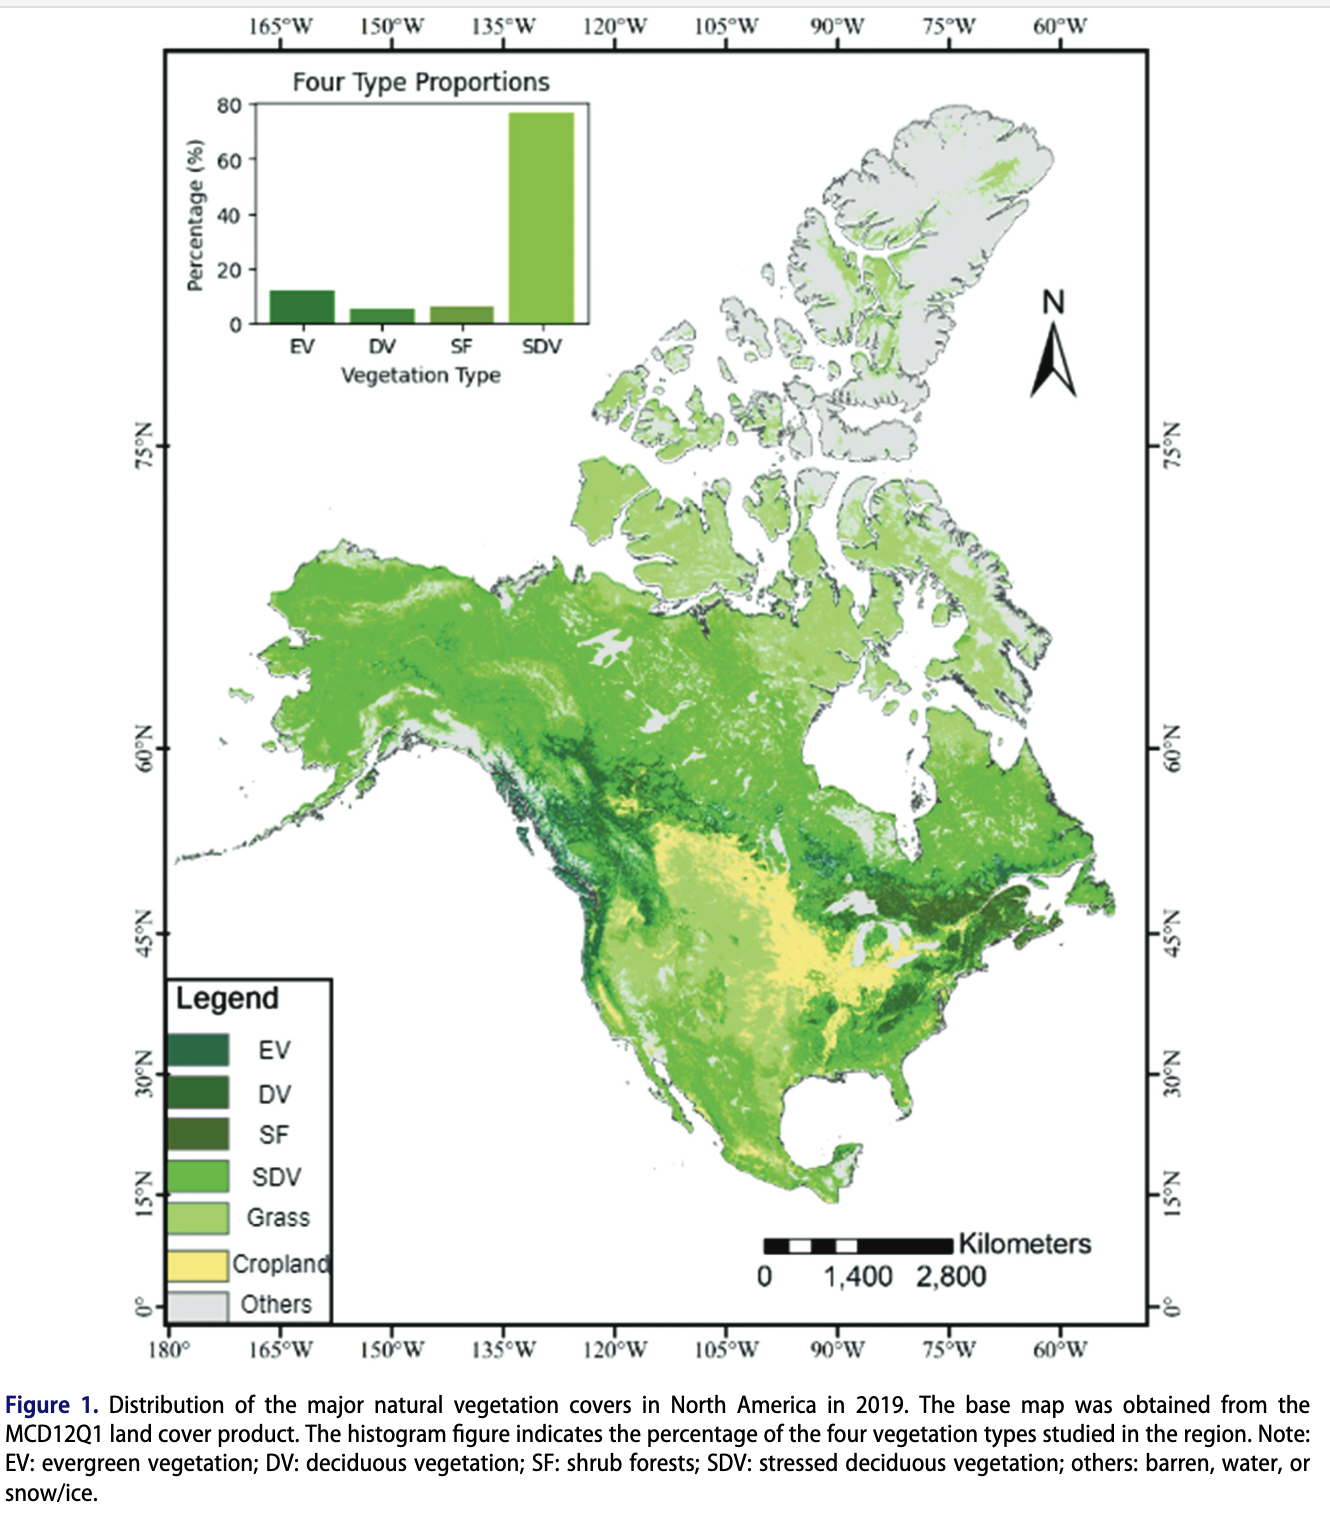 165°W 150°W 135°W 120°W 105°W 90°W 75°W 60°W
Four Type Proportions
80
60
40
20
0
Percentage (%)
EV DV SF SDV
Vegetation Type
N
75°N 75°N
60°N 60°N
45°N 45°N
30°N 30°N
15°N 15°N
0° 0°
Legend
EV
DV
SF
SDV
Grass
Cropland
Others
Kilometers
0 1,400 2,800
180° 165°W 150°W 135°W 120°W 105°W 90°W 75°W 60°W
Figure 1. Distribution of the major natural vegetation covers in North America in 2019. The base map was obtained from the
MCD12Q1 land cover product. The histogram figure indicates the percentage of the four vegetation types studied in the region. Note:
EV: evergreen vegetation; DV: deciduous vegetation; SF: shrub forests; SDV: stressed deciduous vegetation; others: barren, water, or
snow/ice.